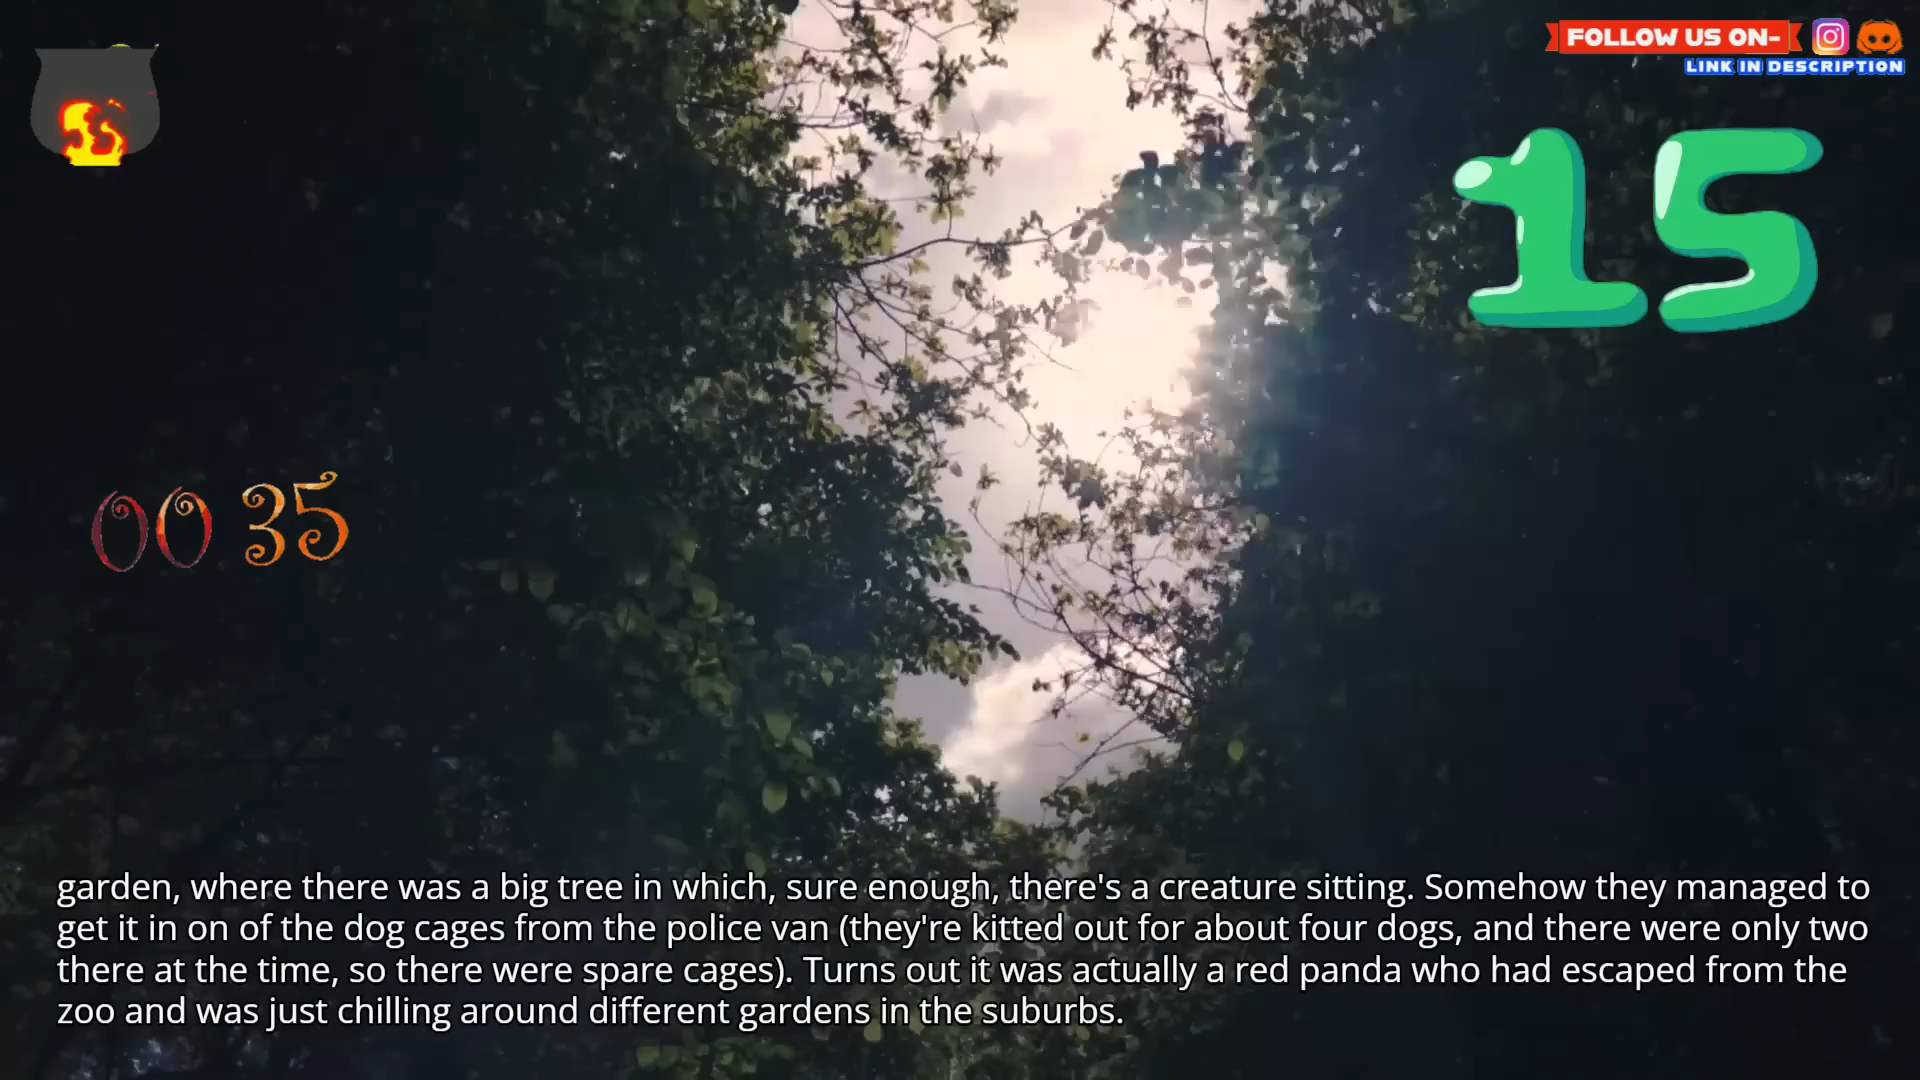 FOLLOW US ON-
LINK IN DESCRIPTION
15
00 35
garden, where there was a big tree in which, sure enough, there's a creature sitting. Somehow they managed to
get it in on of the dog cages from the police van (they're kitted out for about four dogs, and there were only two
there at the time, so there were spare cages). Turns out it was actually a red panda who had escaped from the
zoo and was just chilling around different gardens in the suburbs.